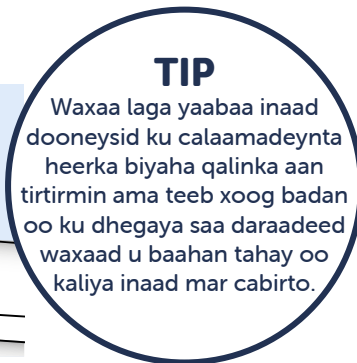 TIP
Waxaa laga yaabaa inaad
dooneysid ku calaamadeynta
heerka biyaha qalinka aan
tirtirmin ama teeb xoog badan
oo ku dhegaya saa daraadeed
waxaad u baahan tahay oo
kaliya inaad mar cabirto.